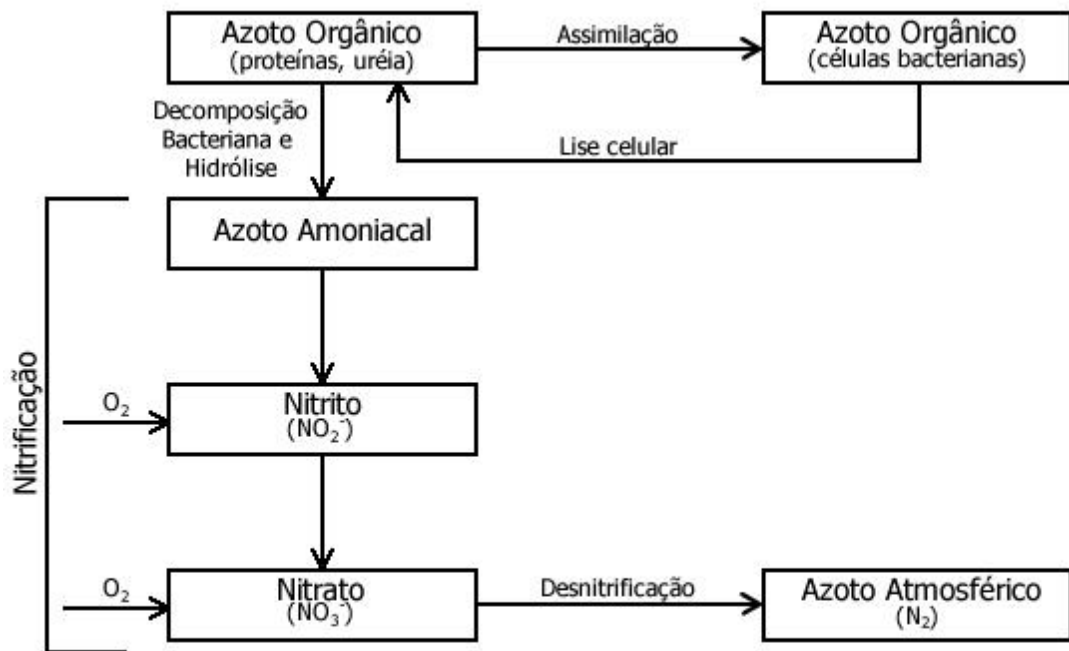 Azoto Orgânico
(proteínas, uréia)
Assimilação
Azoto Orgânico
(células bacterianas)
Decomposição
Bacteriana e
Hidrólise
Lise celular
Azoto Amoniacal
Nitrificação
O₂
Nitrito
(NO₂⁻)
O₂
Nitrato
(NO₃⁻)
Desnitrificação
Azoto Atmosférico
(N₂)